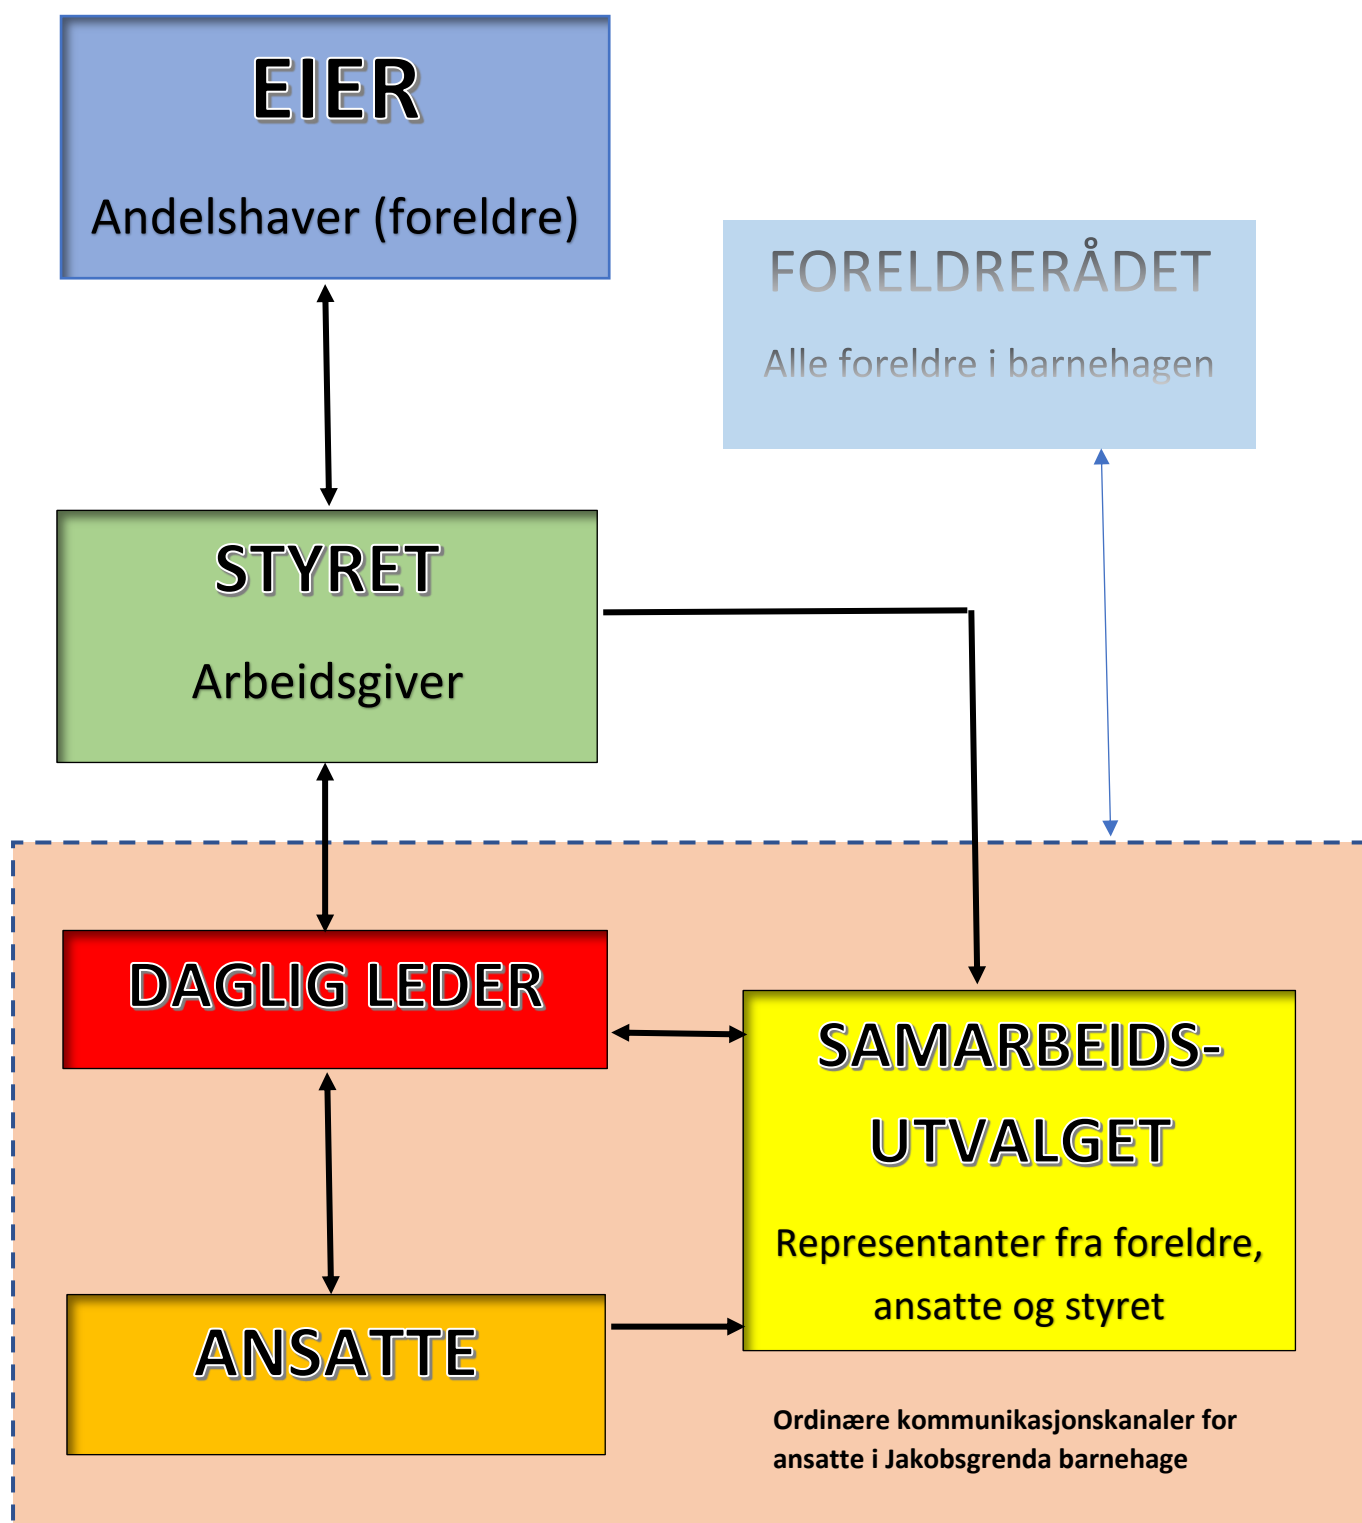 EIER
Andelshaver (foreldre)
FORELDRERÅDET
Alle foreldre i barnehagen
STYRET
Arbeidsgiver
DAGLIG LEDER
SAMARBEIDS-
UTVALGET
Representanter fra foreldre,
ansatte og styret
ANSATTE
Ordinære kommunikasjonskanaler for
ansatte i Jakobsgrenda barnehage